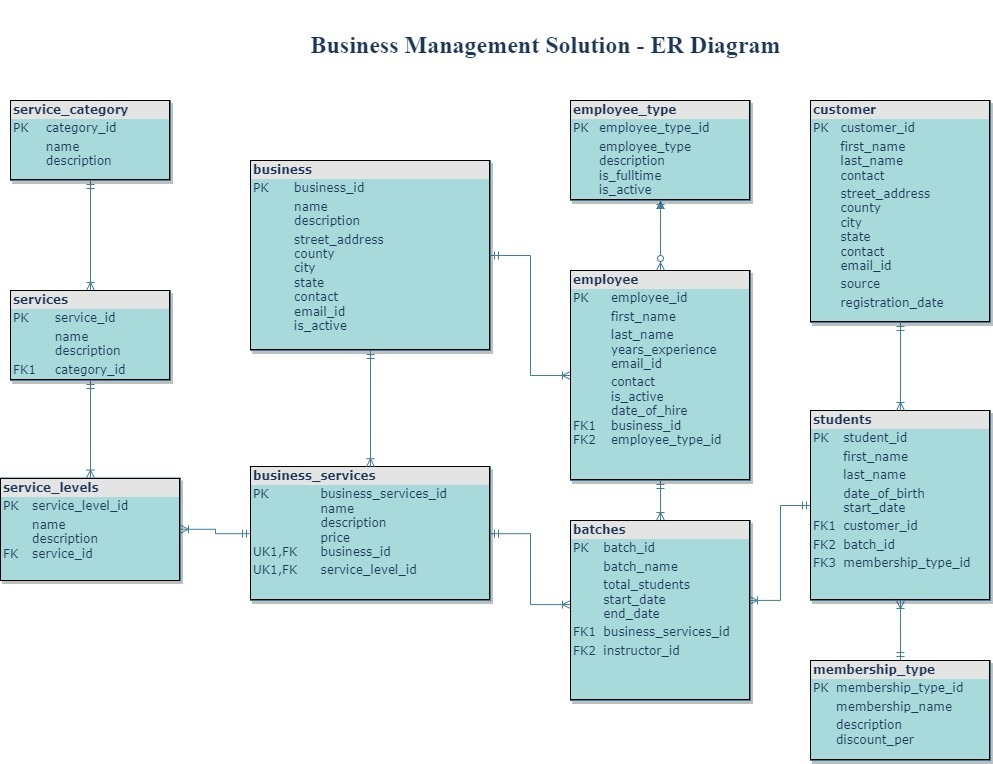 Business Management Solution - ER Diagram
service_category
PK category_id
name
description
services
PK service_id
name
description
FK1 category_id
service_levels
PK service_level_id
name
description
FK service_id
business
PK business_id
name
description
street_address
county
city
state
contact
email_id
is_active
business_services
PK business_services_id
name
description
price
UK1,FK business_id
UK1,FK service_level_id
employee_type
PK employee_type_id
employee_type
description
is_fulltime
is_active
employee
PK employee_id
first_name
last_name
years_experience
email_id
contact
is_active
date_of_hire
FK1 business_id
FK2 employee_type_id
batches
PK batch_id
batch_name
total_students
start_date
end_date
FK1 business_services_id
FK2 instructor_id
customer
PK customer_id
first_name
last_name
contact
street_address
county
city
state
contact
email_id
source
registration_date
students
PK student_id
first_name
last_name
date_of_birth
start_date
FK1 customer_id
FK2 batch_id
FK3 membership_type_id
membership_type
PK membership_type_id
membership_name
description
discount_per